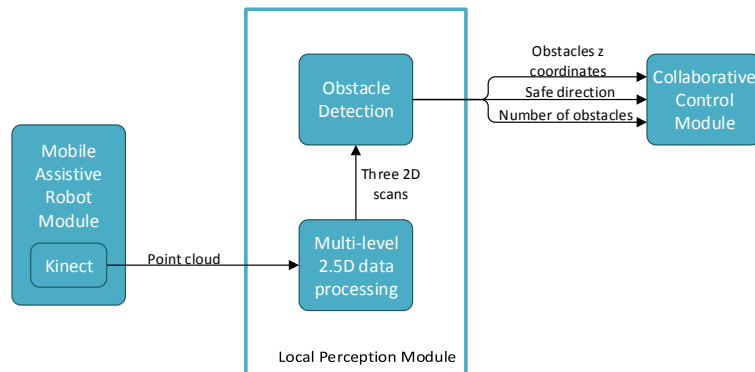 Mobile
Assistive
Robot
Module
Kinect
Point cloud
Multi-level
2.5D data
processing
Three 2D
scans
Obstacle
Detection
Local Perception Module
Obstacles z
coordinates
Safe direction
Number of obstacles
Collaborative
Control
Module